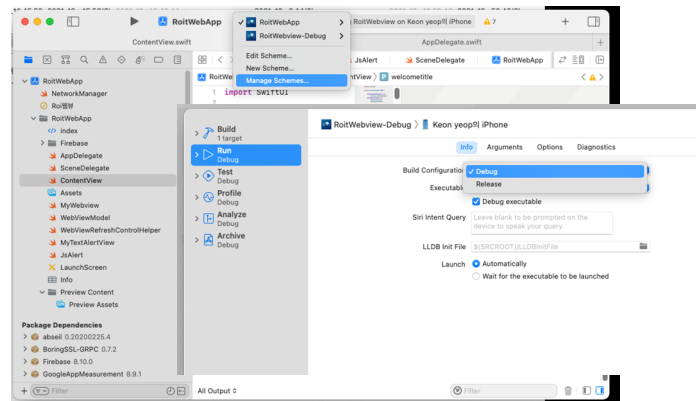 RoitWebApp
RoitWebApp
RoitWebview-Debug
Edit Scheme...
New Scheme...
Manage Schemes...
RoitWebview on Keon yeop의 iPhone
7
ContentView.swift
AppDelegate.swift
JsAlert
SceneDelegate
RoitWebApp
welcometitle
1 import SwiftUI
2
RoitWebApp
NetworkManager
Roi웹뷰
RoitWebApp
index
Firebase
AppDelegate
SceneDelegate
ContentView
Assets
MyWebview
WebViewModel
WebViewRefreshControlHelper
MyTextAlertView
JsAlert
LaunchScreen
Info
Preview Content
Preview Assets
Package Dependencies
abseil 0.20200225.4
BoringSSL-GRPC 0.7.2
Firebase 8.10.0
GoogleAppMeasurement 8.9.1
Filter
Build
1 target
Run
Debug
Test
Debug
Profile
Debug
Analyze
Debug
Archive
Debug
RoitWebview-Debug
Keon yeop의 iPhone
Info Arguments Options Diagnostics
Build Configuration
Debug
Release
Executable
Debug executable
Siri Intent Query
Leave blank to be prompted on the
device to speak your query.
LLDB Init File
$(SRCROOT)/LLDBInitFile
Launch
Automatically
Wait for the executable to be launched
All Output
Filter